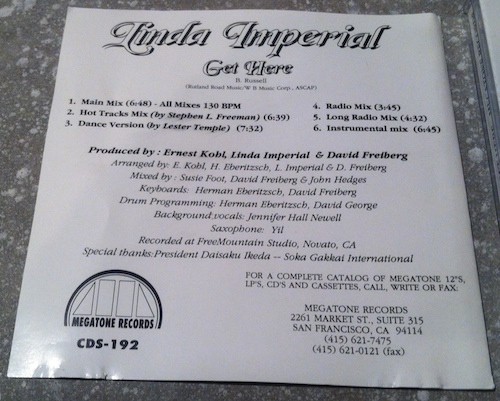 Linda Imperial
Get Here
B. Russell
(Rutland Road Music/W B Music Corp., ASCAP)
1. Main Mix (6:48) - All Mixes 130 BPM
2. Hot Tracks Mix (by Stephen L. Freeman) (6:39)
3. Dance Version (by Lester Temple) (7:32)
4. Radio Mix (3:45)
5. Long Radio Mix (4:32)
6. Instrumental mix (6:45)
Produced by : Ernest Kohl, Linda Imperial & David Freiberg
Arranged by: E. Kohl, H. Eberitzsch, L. Imperial & D. Freiberg
Mixed by : Susie Foot, David Freiberg & John Hedges
Keyboards: Herman Eberitzsch, David Freiberg
Drum Programming: Herman Eberitzsch, David George
Background.vocals: Jennifer Hall Newell
Saxophone: Yil
Recorded at FreeMountain Studio, Novato, CA
Special thanks:President Daisaku Ikeda -- Soka Gakkai International
FOR A COMPLETE CATALOG OF MEGATONE 12"S,
LP'S, CD'S AND CASSETTES, CALL, WRITE OR FAX:
MEGATONE RECORDS
2261 MARKET ST., SUITE 315
SAN FRANCISCO, CA 94114
(415) 621-7475
(415) 621-0121 (fax)
MEGATONE RECORDS
CDS-192